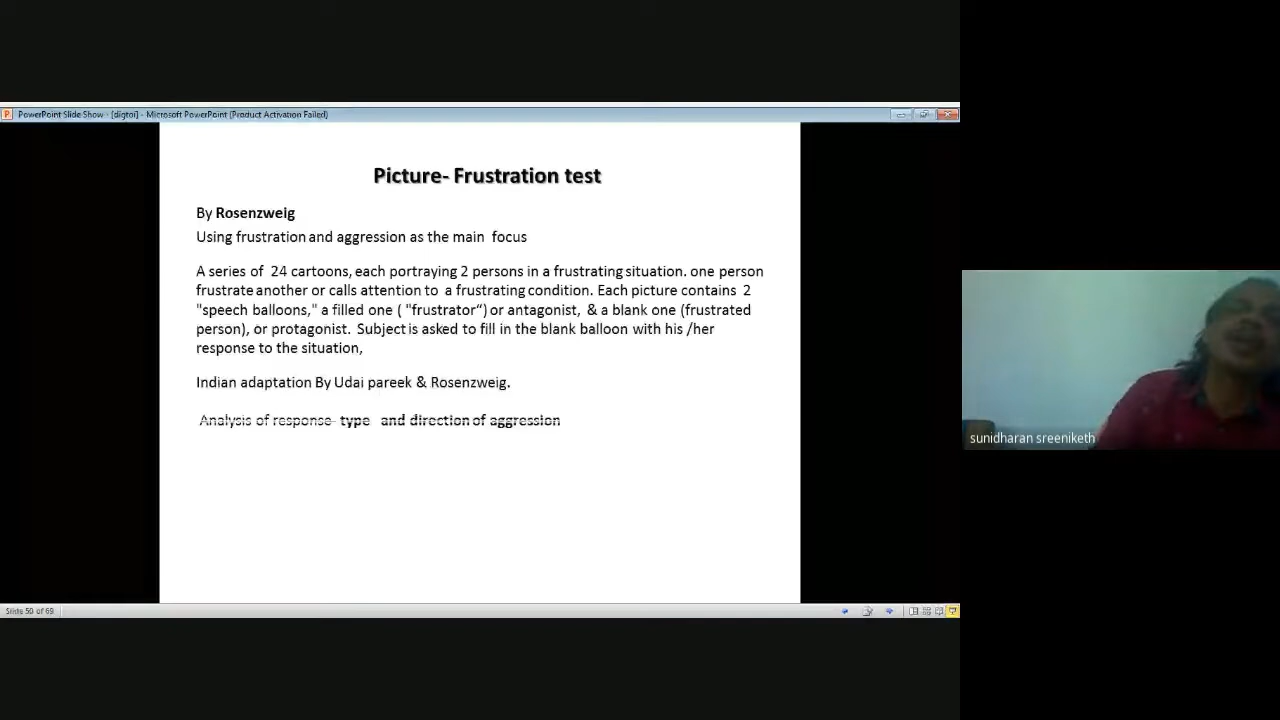 PowerPoint Slide Show - [digtoi] - Microsoft PowerPoint (Product Activation Failed)
Picture- Frustration test
By Rosenzweig
Using frustration and aggression as the main focus
A series of 24 cartoons, each portraying 2 persons in a frustrating situation. one person
frustrate another or calls attention to a frustrating condition. Each picture contains 2
"speech balloons," a filled one ( "frustrator“) or antagonist, & a blank one (frustrated
person), or protagonist. Subject is asked to fill in the blank balloon with his /her
response to the situation,
Indian adaptation By Udai pareek & Rosenzweig.
Analysis of response- type and direction of aggression
sunidharan sreeniketh
Slide 59 of 69